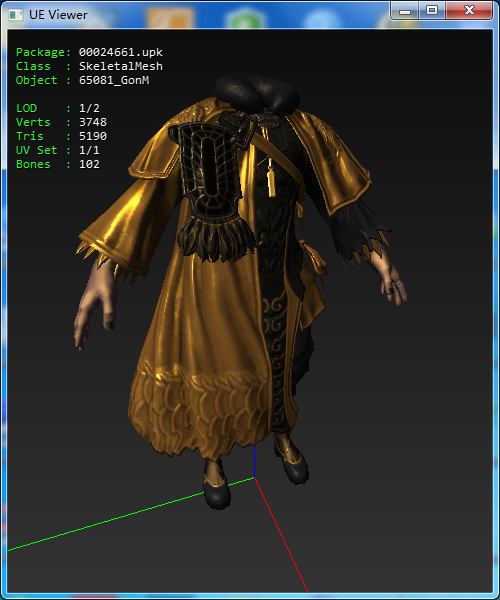 UE Viewer
Package: 00024661.upk
Class  : SkeletalMesh
Object : 65081_GonM
LOD    : 1/2
Verts  : 3748
Tris   : 5190
UV Set : 1/1
Bones  : 102